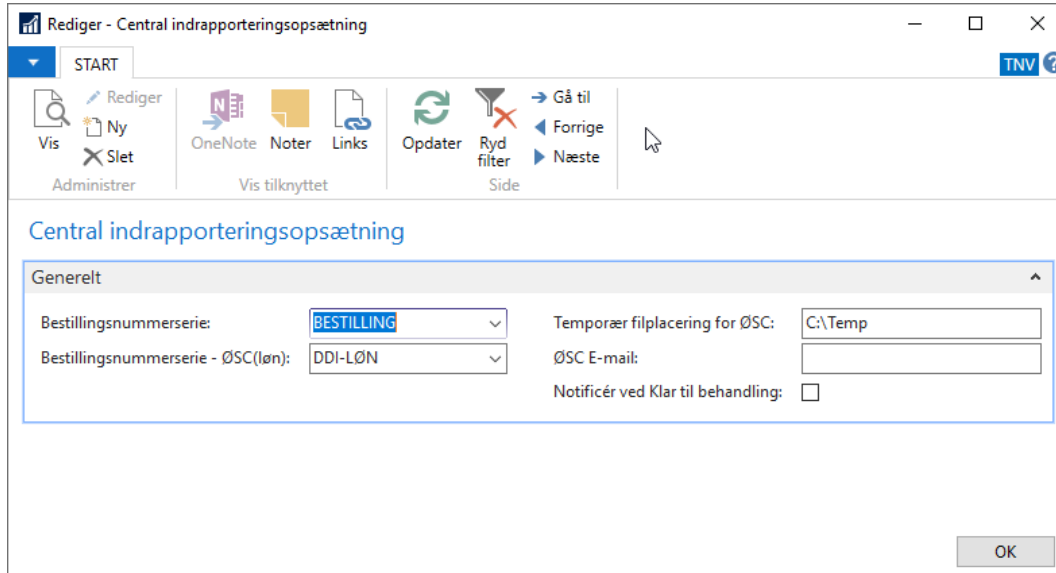 Rediger - Central indrapporteringsopsætning
START
TNV
Vis
Rediger
Ny
Slet
Administrer
OneNote
Noter
Links
Vis tilknyttet
Opdater
Ryd
filter
Gå til
Forrige
Næste
Side
Central indrapporteringsopsætning
Generelt
Bestillingsnummerserie: BESTILLING
Bestillingsnummerserie - ØSC(løn): DDI-LØN
Temporær filplacering for ØSC: C:\Temp
ØSC E-mail:
Notificér ved Klar til behandling:
OK